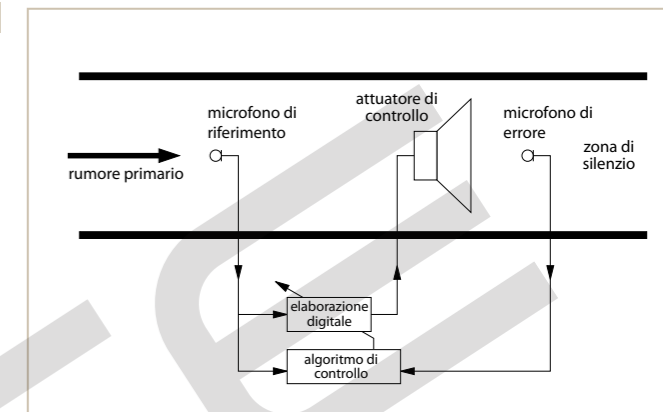 microfono di
riferimento
attuatore di
controllo
microfono di
errore
zona di
silenzio
rumore primario
elaborazione
digitale
algoritmo di
controllo